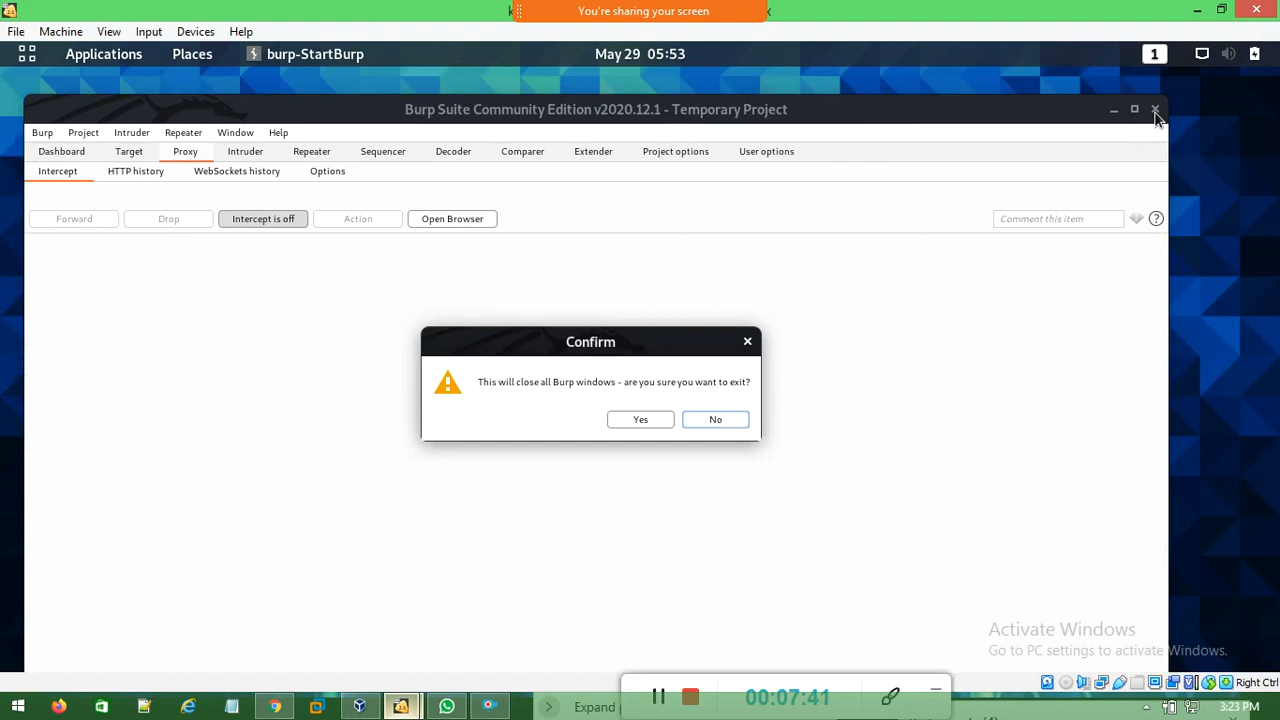 You're sharing your screen
File Machine View Input Devices Help
Applications Places burp-StartBurp May 29 05:53 1
Burp Suite Community Edition v2020.12.1 - Temporary Project
Burp Project Intruder Repeater Window Help
Dashboard Target Proxy Intruder Repeater Sequencer Decoder Comparer Extender Project options User options
Intercept HTTP history WebSockets history Options
Forward Drop Intercept is off Action Open Browser Comment this item ?
Confirm
This will close all Burp windows - are you sure you want to exit?
Yes No
Activate Windows
Go to PC settings to activate Windows.
Right Ctrl
00:07:41
Expand
3:23 PM